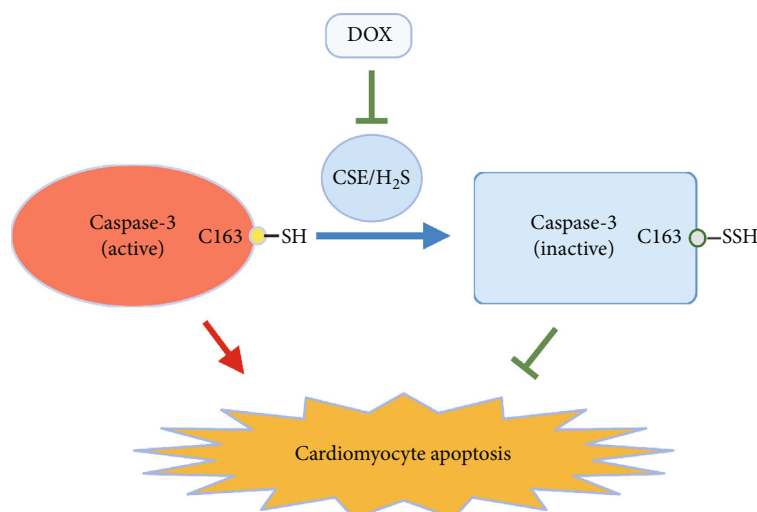 DOX
CSE/H₂S
Caspase-3
(active)
C163
SH
Caspase-3
(inactive)
C163
SSH
Cardiomyocyte apoptosis